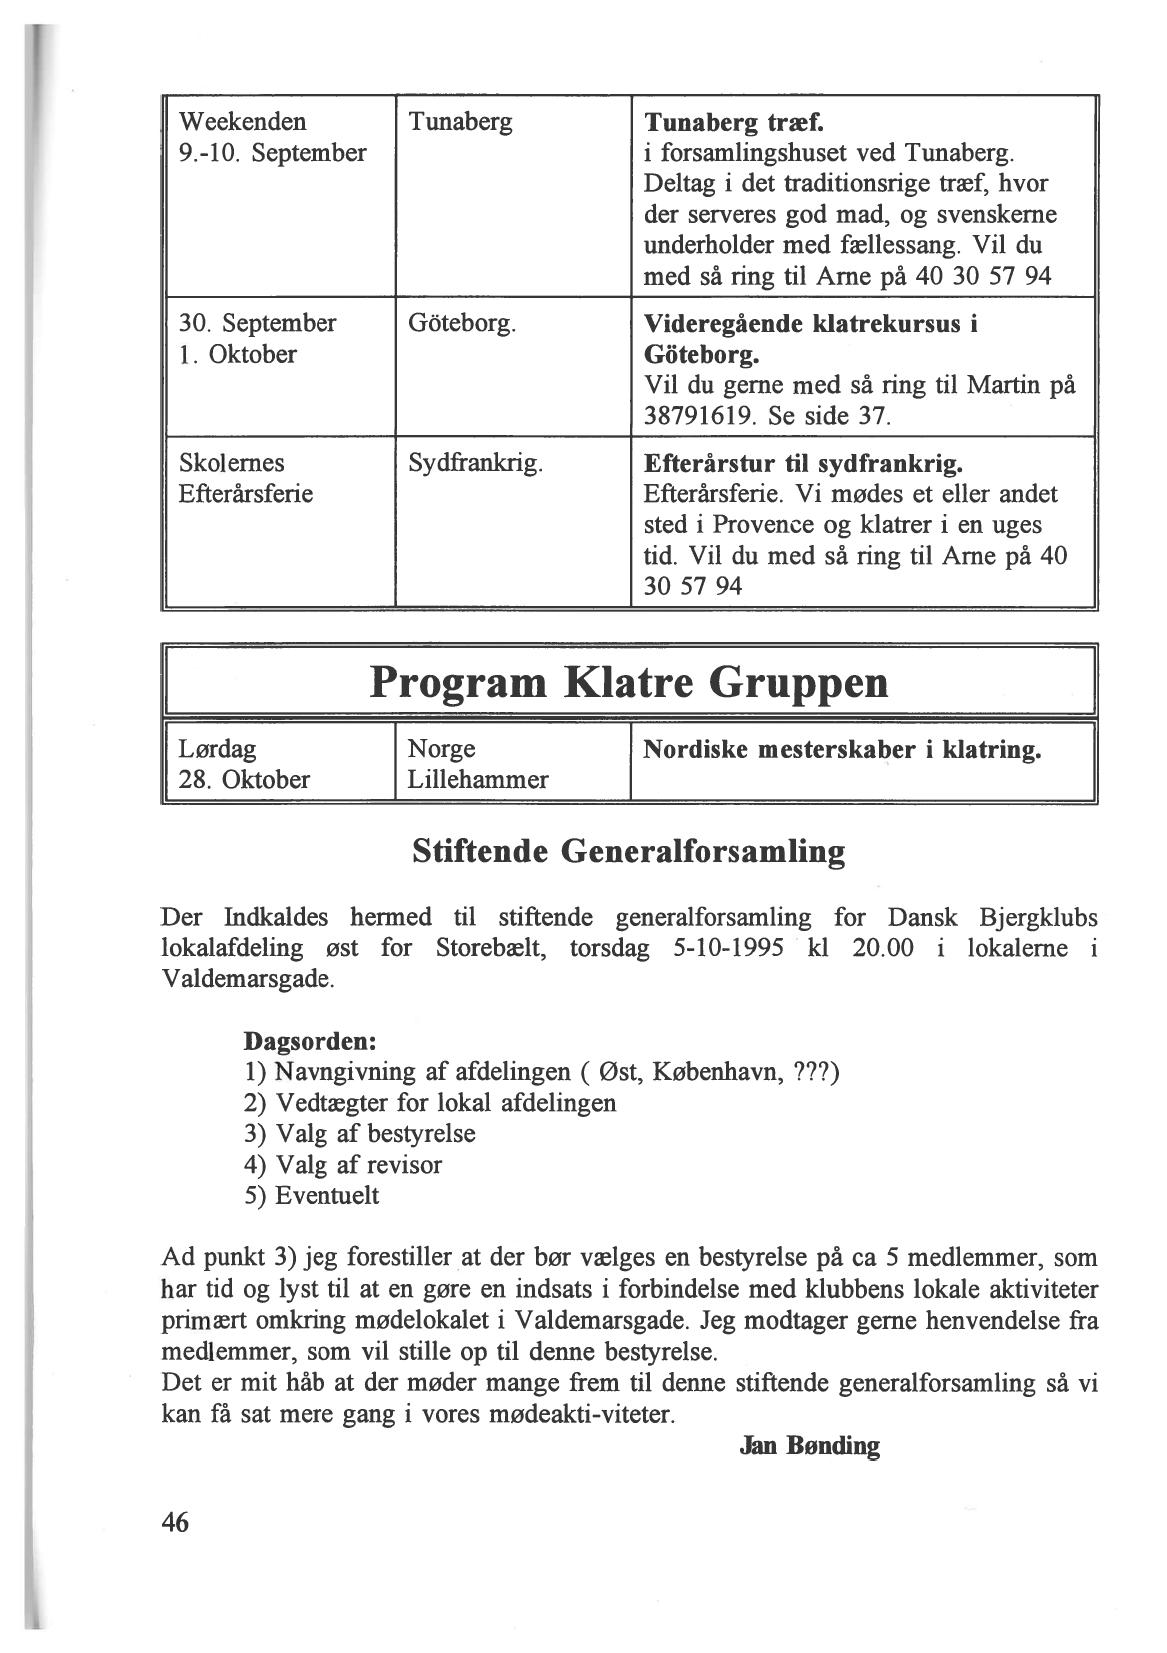 Weekenden
9.-10. September
Tunaberg
Tunaberg træf.
i forsamlingshuset ved Tunaberg.
Deltag i det traditionsrige træf, hvor
der serveres god mad, og svenskerne
underholder med fællessang. Vil du
med så ring til Arne på 40 30 57 94
30. September
1. Oktober
Göteborg.
Videregående klatrekursus i
Göteborg.
Vil du gerne med så ring til Martin på
38791619. Se side 37.
Skolernes
Efterårsferie
Sydfrankrig.
Efterårstur til sydfrankrig.
Efterårsferie. Vi mødes et eller andet
sted i Provence og klatrer i en uges
tid. Vil du med så ring til Arne på 40
30 57 94
Program Klatre Gruppen
Lørdag
28. Oktober
Norge
Lillehammer
Nordiske mesterskaber i klatring.
Stiftende Generalforsamling
Der Indkaldes hermed til stiftende generalforsamling for Dansk Bjergklubs
lokalafdeling øst for Storebælt, torsdag 5-10-1995 kl 20.00 i lokalerne i
Valdemarsgade.
Dagsorden:
1) Navngivning af afdelingen ( Øst, København, ???)
2) Vedtægter for lokal afdelingen
3) Valg af bestyrelse
4) Valg af revisor
5) Eventuelt
Ad punkt 3) jeg forestiller at der bør vælges en bestyrelse på ca 5 medlemmer, som
har tid og lyst til at en gøre en indsats i forbindelse med klubbens lokale aktiviteter
primært omkring mødelokalet i Valdemarsgade. Jeg modtager gerne henvendelse fra
medlemmer, som vil stille op til denne bestyrelse.
Det er mit håb at der møder mange frem til denne stiftende generalforsamling så vi
kan få sat mere gang i vores mødeakti-viteter.
Jan Bønding
46